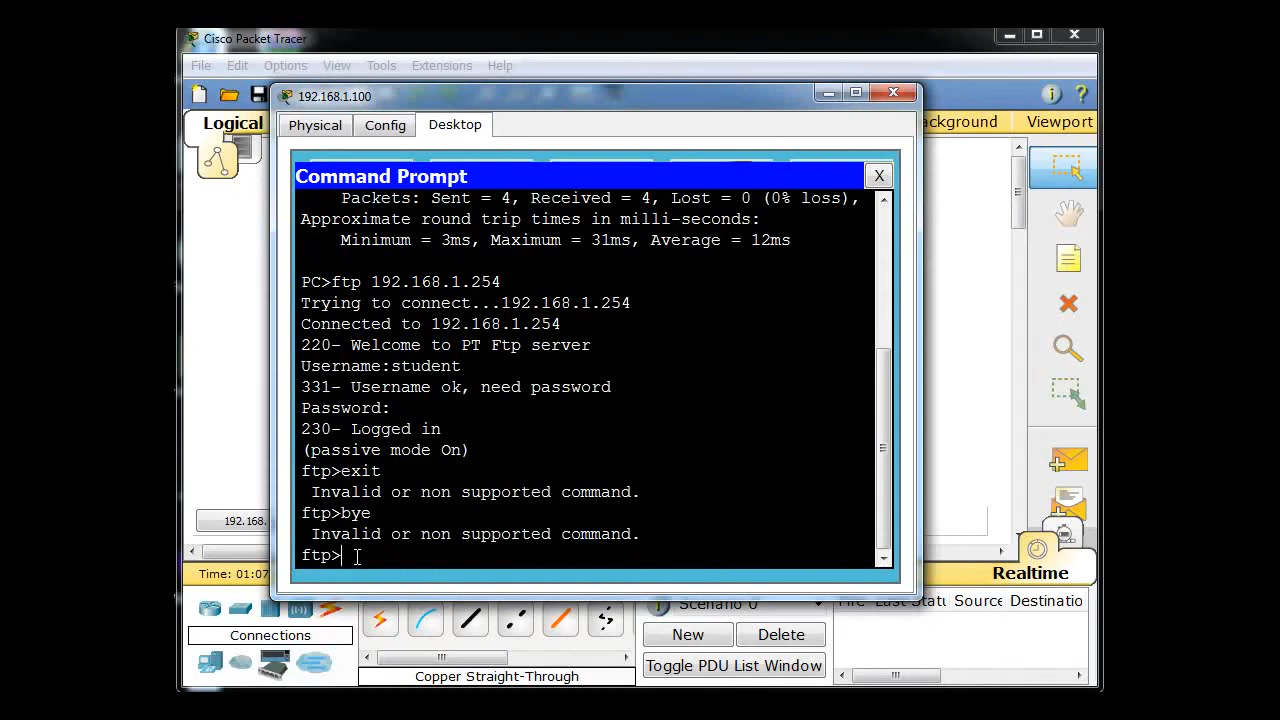 Cisco Packet Tracer
File Edit Options View Tools Extensions Help
192.168.1.100
Logical
Physical Config Desktop
ackground Viewport
Command Prompt X
Packets: Sent = 4, Received = 4, Lost = 0 (0% loss),
Approximate round trip times in milli-seconds:
Minimum = 3ms, Maximum = 31ms, Average = 12ms
PC>ftp 192.168.1.254
Trying to connect...192.168.1.254
Connected to 192.168.1.254
220- Welcome to PT Ftp server
Username:student
331- Username ok, need password
Password:
230- Logged in
(passive mode On)
ftp>exit
Invalid or non supported command.
ftp>bye
Invalid or non supported command.
ftp>
192.168.
Time: 01:07
Realtime
Scenario 0
Last Statu Source Destinatio
Connections
New Delete
Toggle PDU List Window
Copper Straight-Through